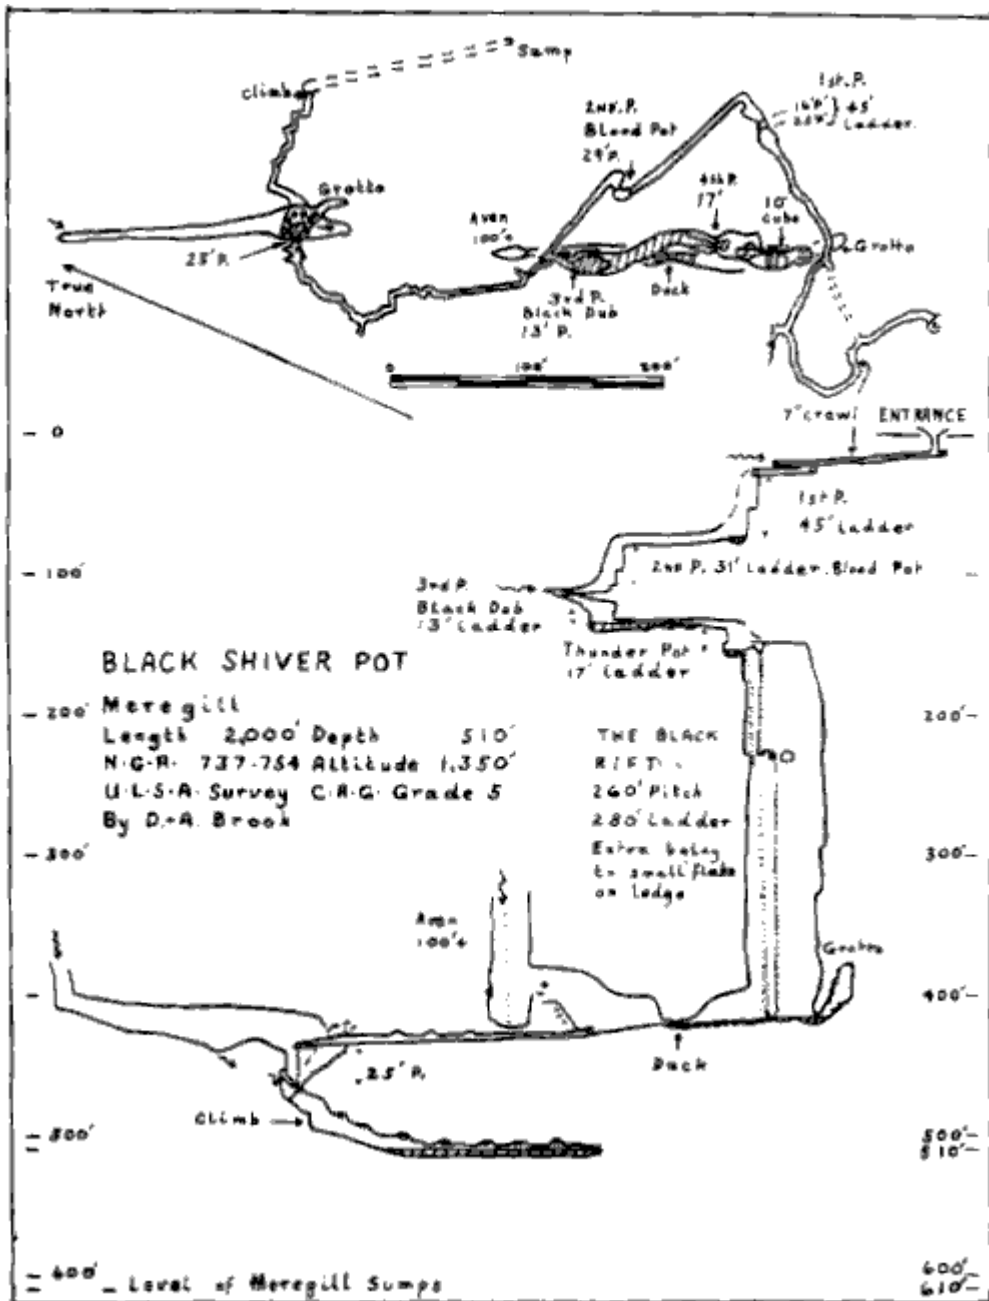 Sump
Climb
1st. P.
45'
Ladder.
2nd. P.
Blood Pot
29' P.
Grotto
4th P.
17'
10'
Cube
Aven
100'+
Grotto
25' P.
True
North
3rd P.
Black Dub
13' P.
Duck
0 100' 200'
7" crawl ENTRANCE
- 0
1st P.
45' Ladder
2nd P. 31' Ladder. Blood Pot
- 100'
3rd P.
Black Dub
13' Ladder
Thunder Pot
17' Ladder
BLACK SHIVER POT
Meregill
Length 2,000' Depth 510'
N.G.R. 737-754 Altitude 1,350'
U.L.S.A. Survey C.R.G. Grade 5
By D.+A. Brook
- 200' 200' -
THE BLACK
RIFT.
260' Pitch
280' Ladder
Extra belay
to small flake
on ledge
- 300' 300' -
Aven
100'+
Grotto
- 400' -
Duck
25' P.
Climb
- 500' 500' -
510' -
- 600' 600' -
- Level of Meregill Sumps 610' -